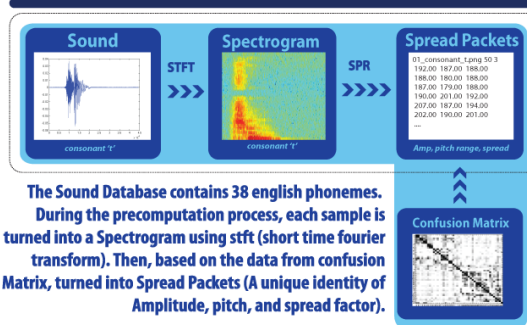 Sound
Spectrogram
Spread Packets
STFT
SPR
01_consonant_t.png 50 3
192.00 187.00 188.00
188.00 180.00 188.00
187.00 179.00 188.00
190.00 201.00 192.00
207.00 187.00 194.00
202.00 190.00 201.00
....
consonant 't'
consonant 't'
Amp, pitch range, spread
The Sound Database contains 38 english phonemes.
During the precomputation process, each sample is
turned into a Spectrogram using stft (short time fourier
transform). Then, based on the data from confusion
Matrix, turned into Spread Packets (A unique identity of
Amplitude, pitch, and spread factor).
Confusion Matrix